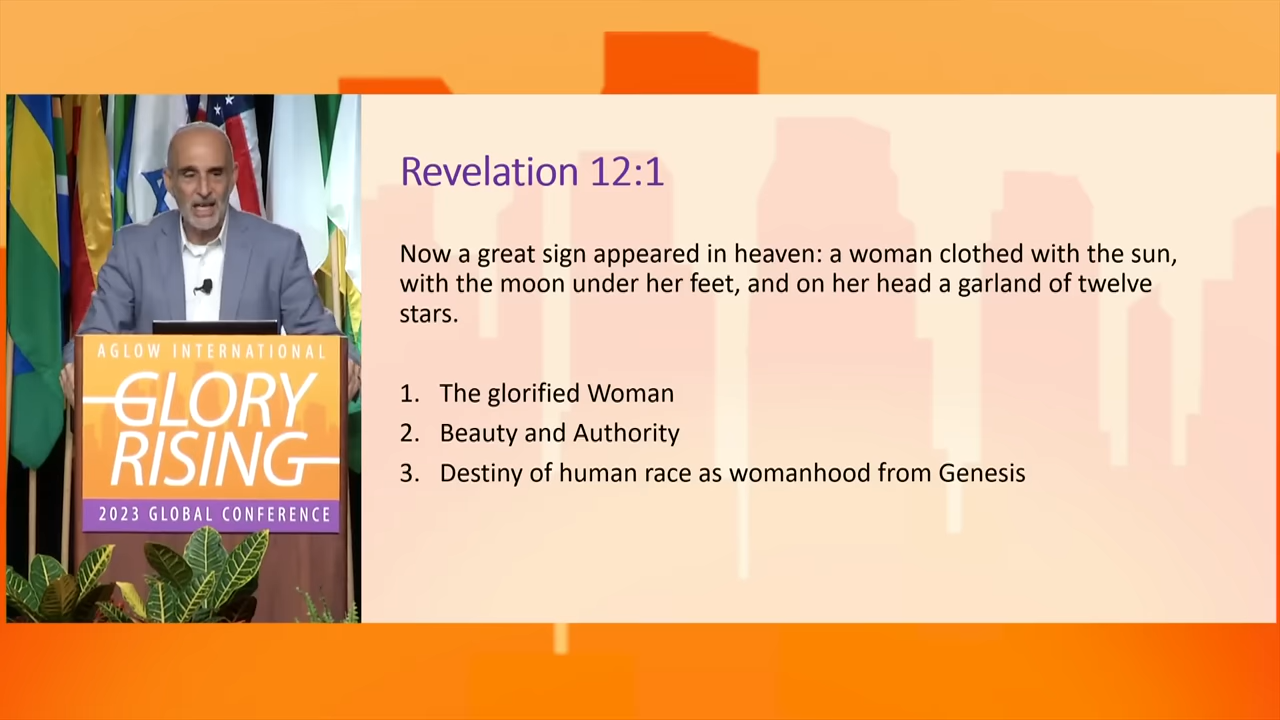 AGLOW INTERNATIONAL
GLORY
RISING
2023 GLOBAL CONFERENCE
Revelation 12:1
Now a great sign appeared in heaven: a woman clothed with the sun,
with the moon under her feet, and on her head a garland of twelve
stars.
1. The glorified Woman
2. Beauty and Authority
3. Destiny of human race as womanhood from Genesis